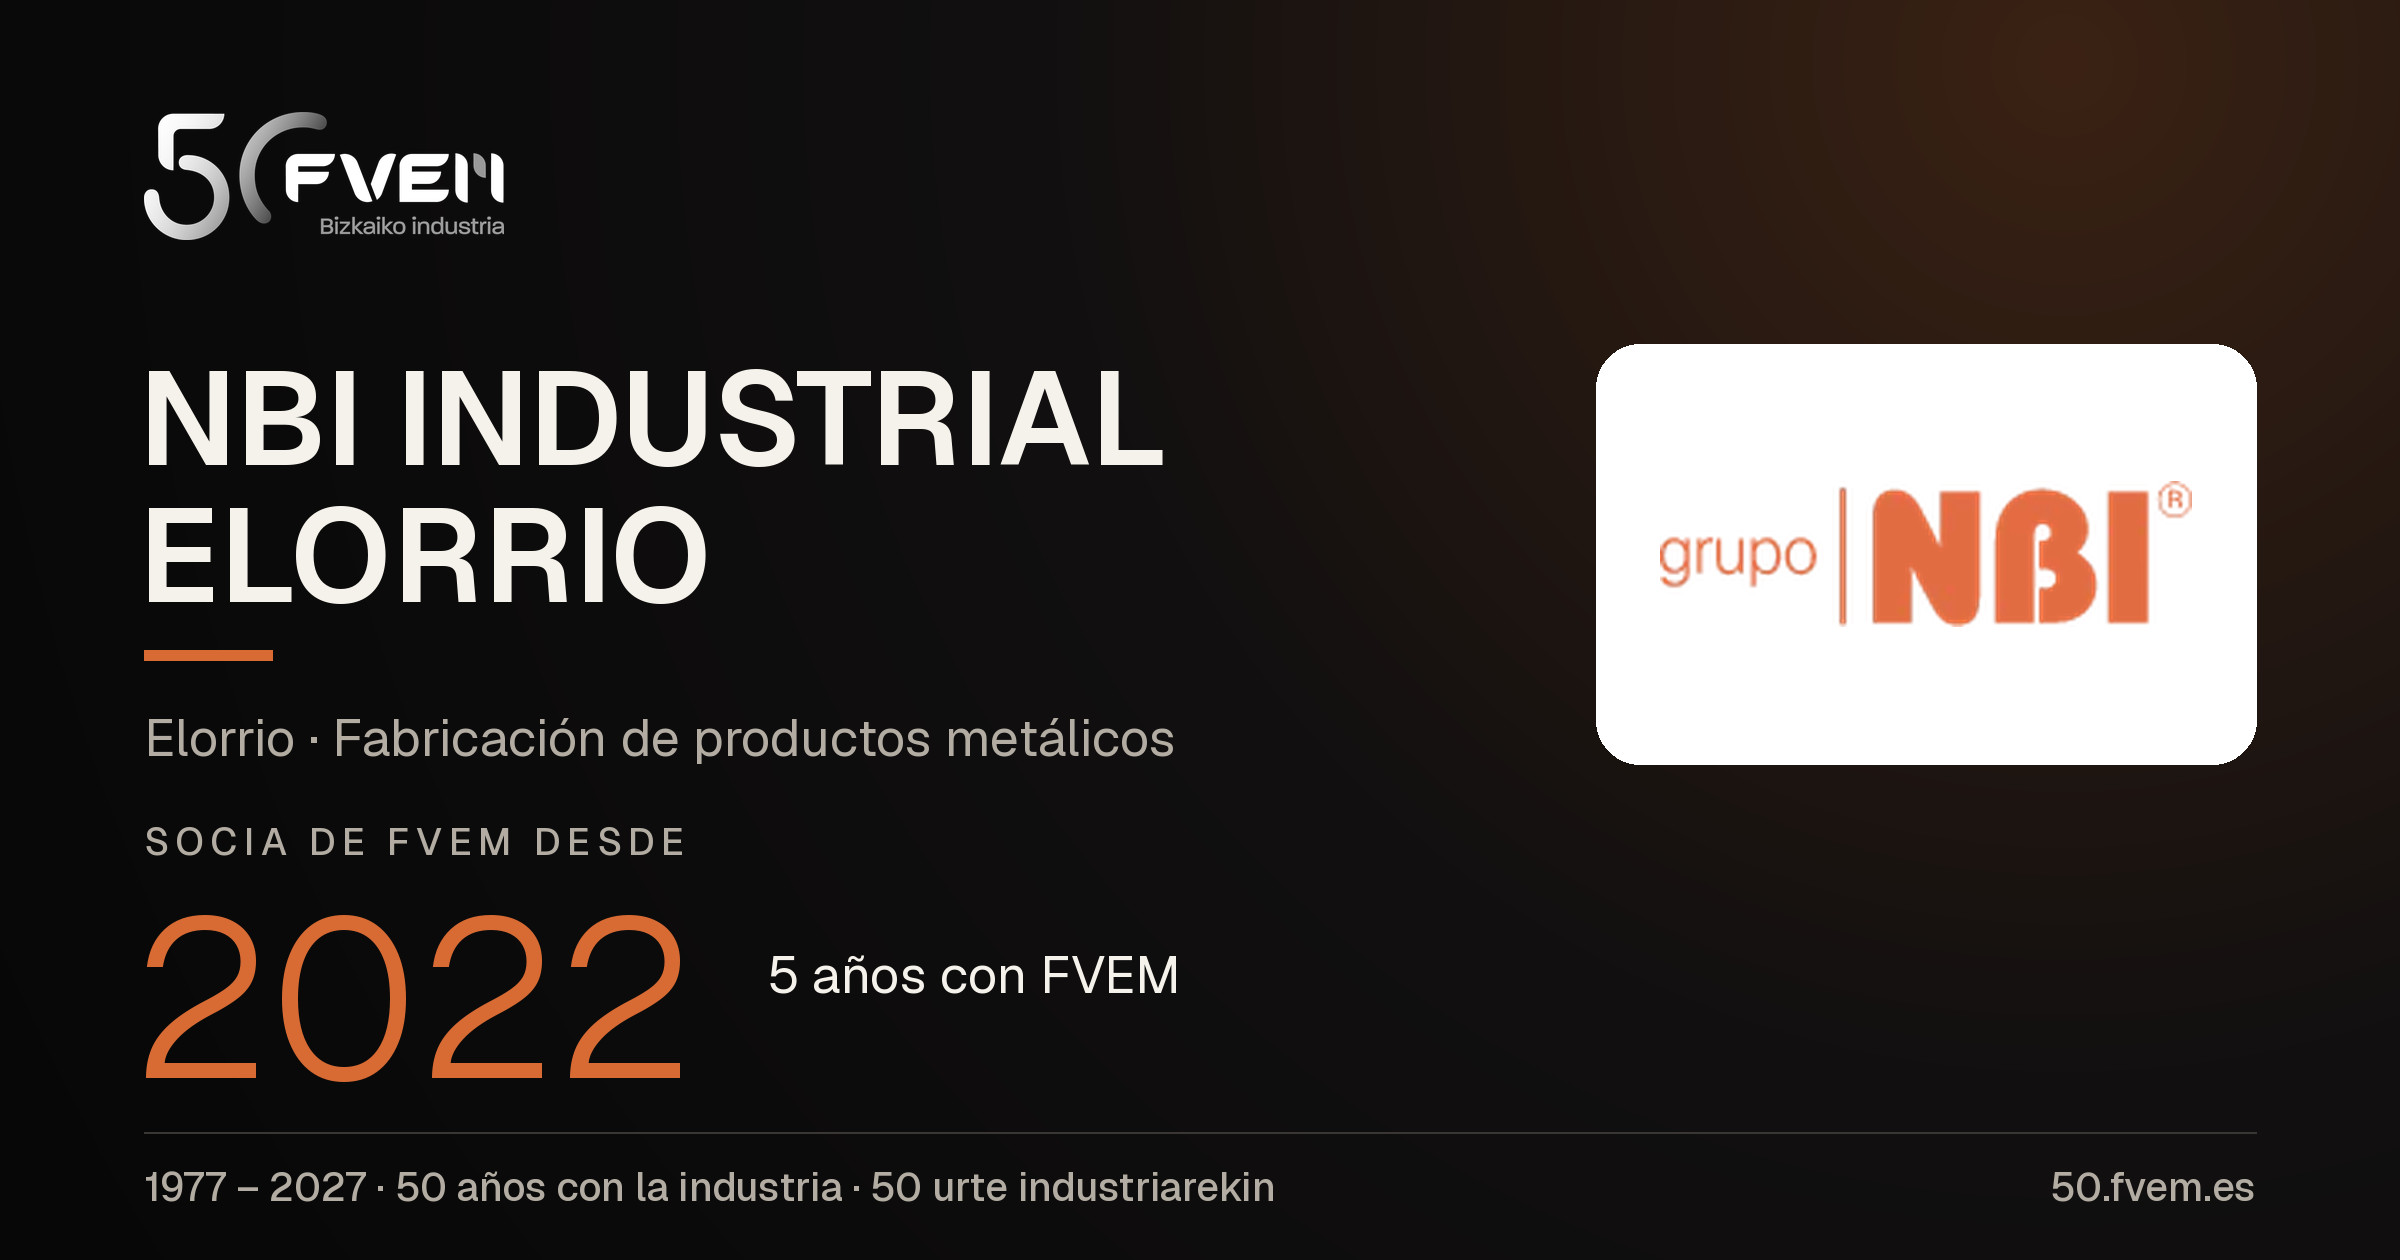 50 FVEM
Bizkaiko industria
NBI INDUSTRIAL
ELORRIO
grupo NBI®
Elorrio · Fabricación de productos metálicos
SOCIA DE FVEM DESDE
2022
5 años con FVEM
1977 – 2027 · 50 años con la industria · 50 urte industriarekin
50.fvem.es